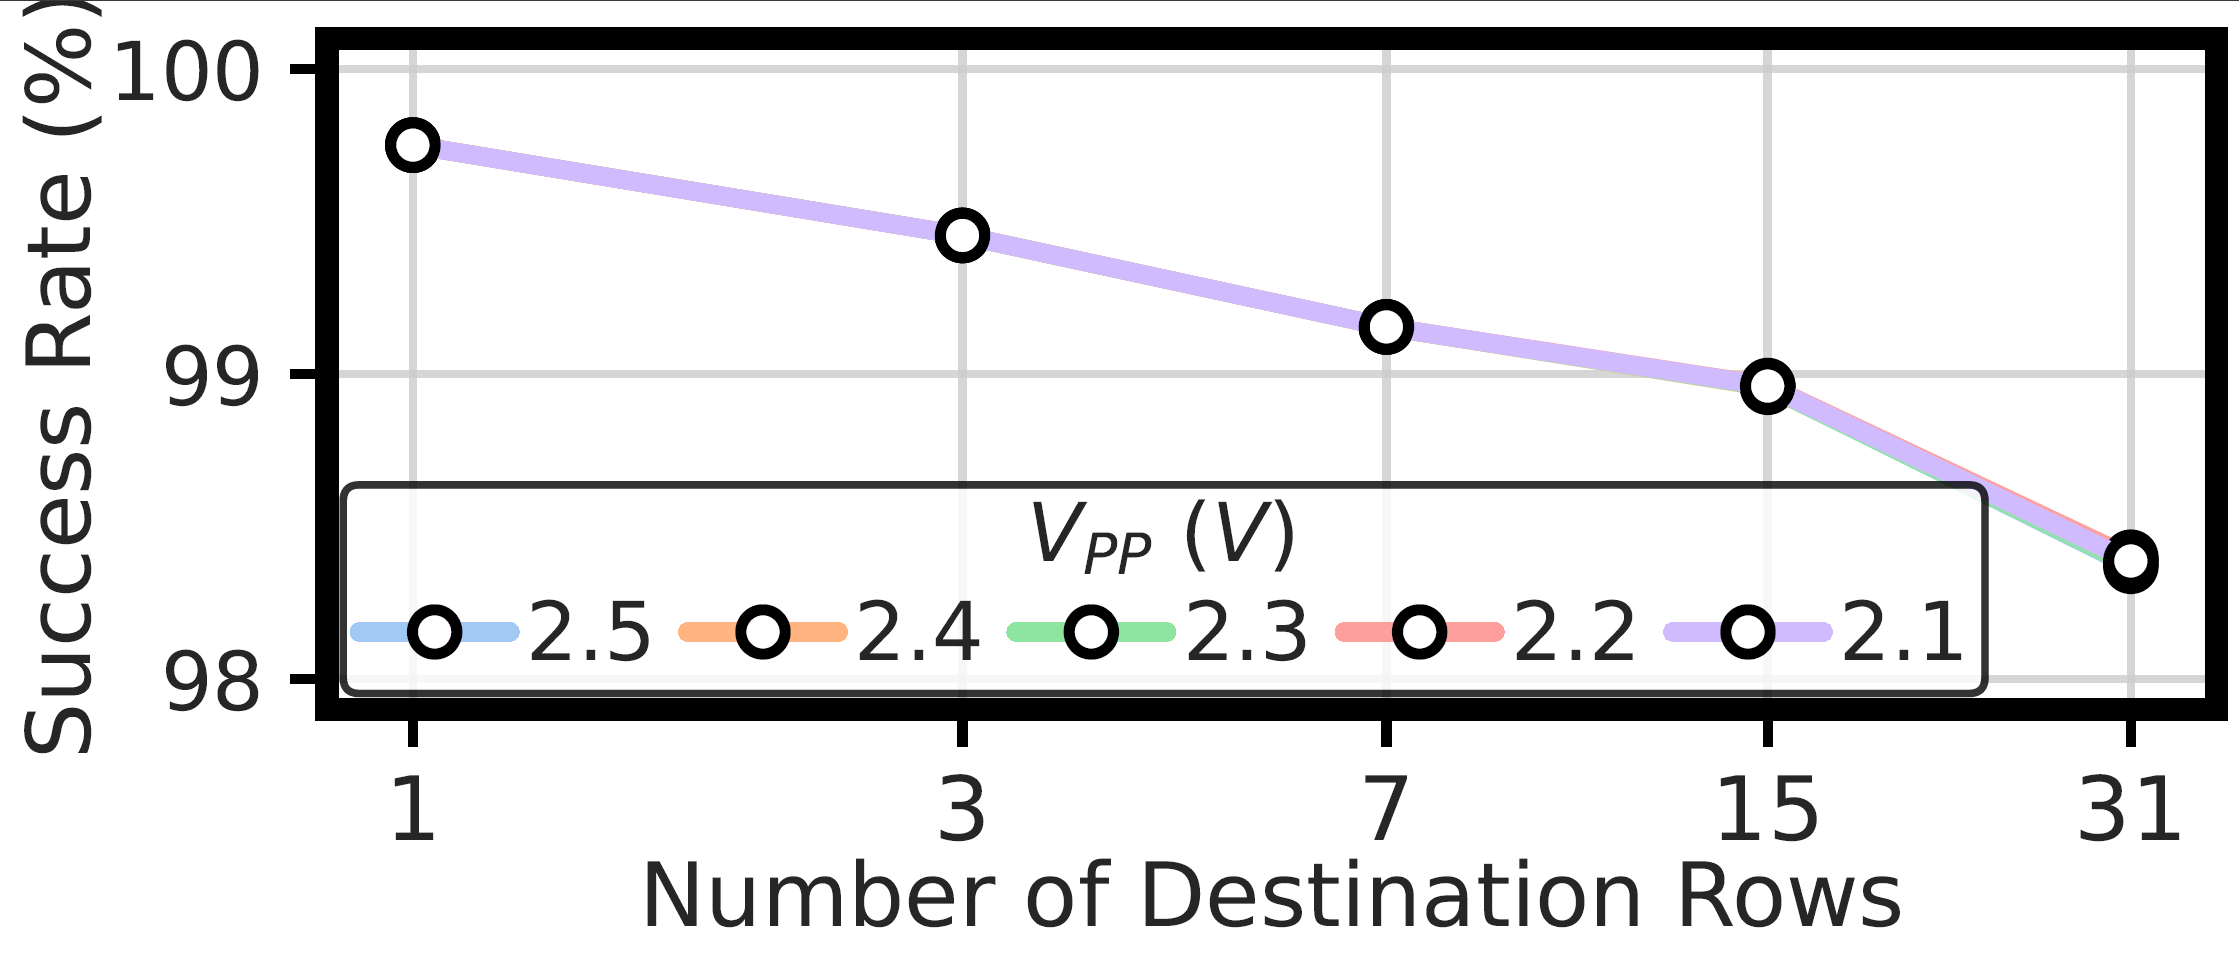 Success Rate (%)
100
99
98
V_PP (V)
2.5 2.4 2.3 2.2 2.1
1 3 7 15 31
Number of Destination Rows